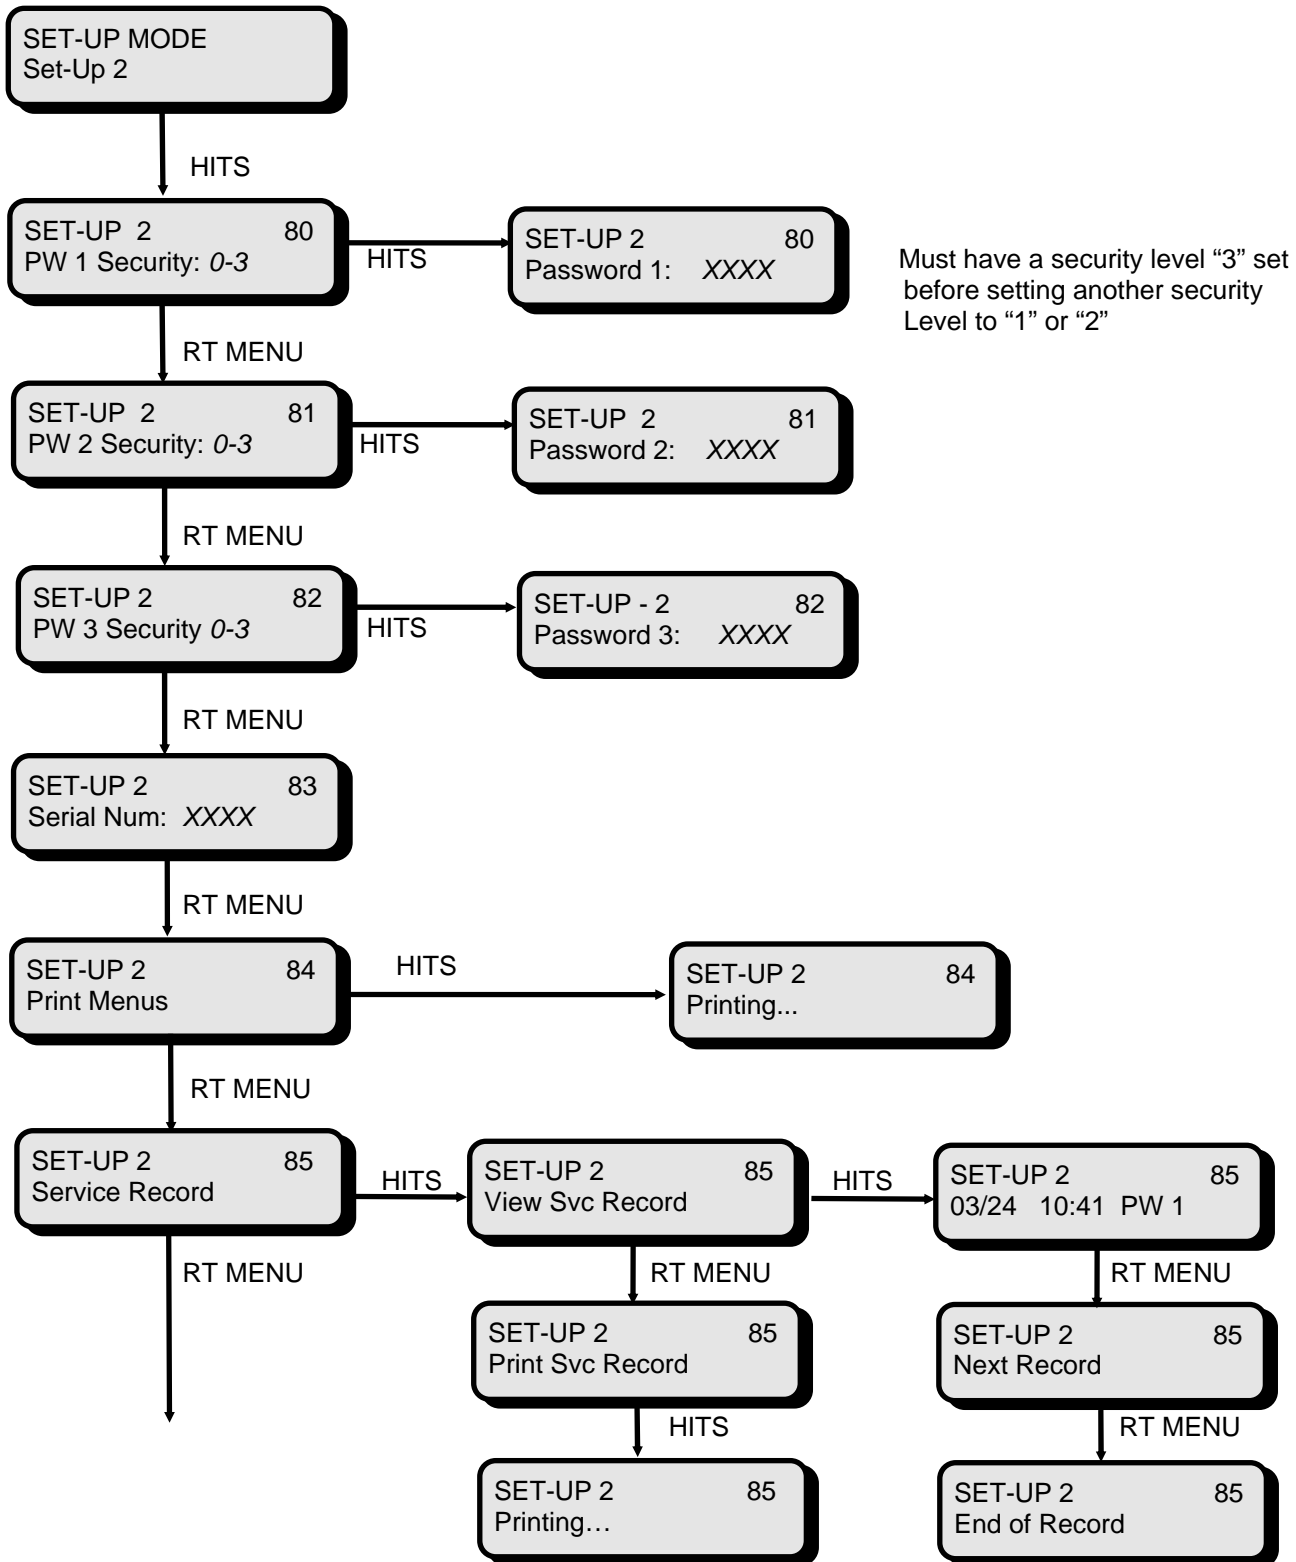 SET-UP MODE
Set-Up 2
HITS
SET-UP 2 80
PW 1 Security: 0-3
HITS
SET-UP 2 80
Password 1: XXXX
Must have a security level “3” set
before setting another security
Level to “1” or “2”
RT MENU
SET-UP 2 81
PW 2 Security: 0-3
HITS
SET-UP 2 81
Password 2: XXXX
RT MENU
SET-UP 2 82
PW 3 Security 0-3
HITS
SET-UP - 2 82
Password 3: XXXX
RT MENU
SET-UP 2 83
Serial Num: XXXX
RT MENU
SET-UP 2 84
Print Menus
HITS
SET-UP 2 84
Printing...
RT MENU
SET-UP 2 85
Service Record
HITS
SET-UP 2 85
View Svc Record
HITS
SET-UP 2 85
03/24 10:41 PW 1
RT MENU
RT MENU
RT MENU
SET-UP 2 85
Print Svc Record
SET-UP 2 85
Next Record
HITS
RT MENU
SET-UP 2 85
Printing…
SET-UP 2 85
End of Record